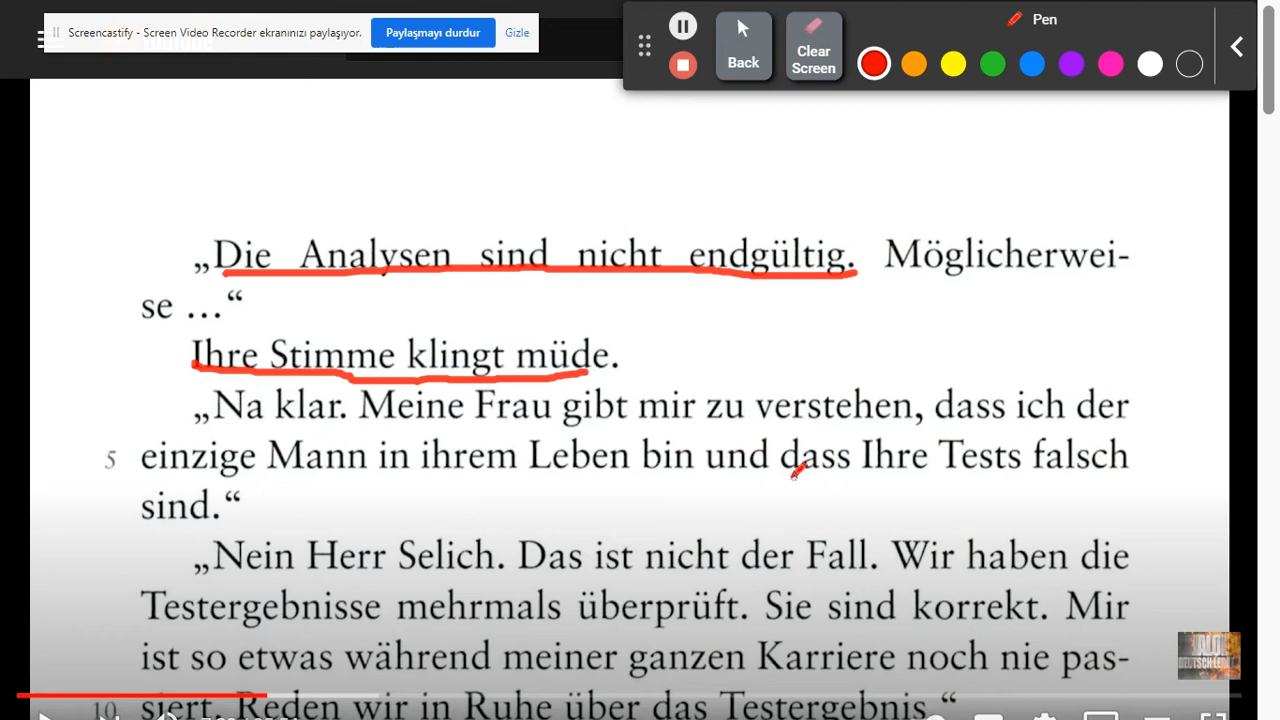 Screencastify - Screen Video Recorder ekranınızı paylaşıyor. Paylaşmayı durdur Gizle
Back
Clear
Screen
Pen
„Die Analysen sind nicht endgültig. Möglicherwei-
se …“
Ihre Stimme klingt müde.
„Na klar. Meine Frau gibt mir zu verstehen, dass ich der
5 einzige Mann in ihrem Leben bin und dass Ihre Tests falsch
sind.“
„Nein Herr Selich. Das ist nicht der Fall. Wir haben die
Testergebnisse mehrmals überprüft. Sie sind korrekt. Mir
ist so etwas während meiner ganzen Karriere noch nie pas-
10 siert. Reden wir in Ruhe über das Testergebnis.“